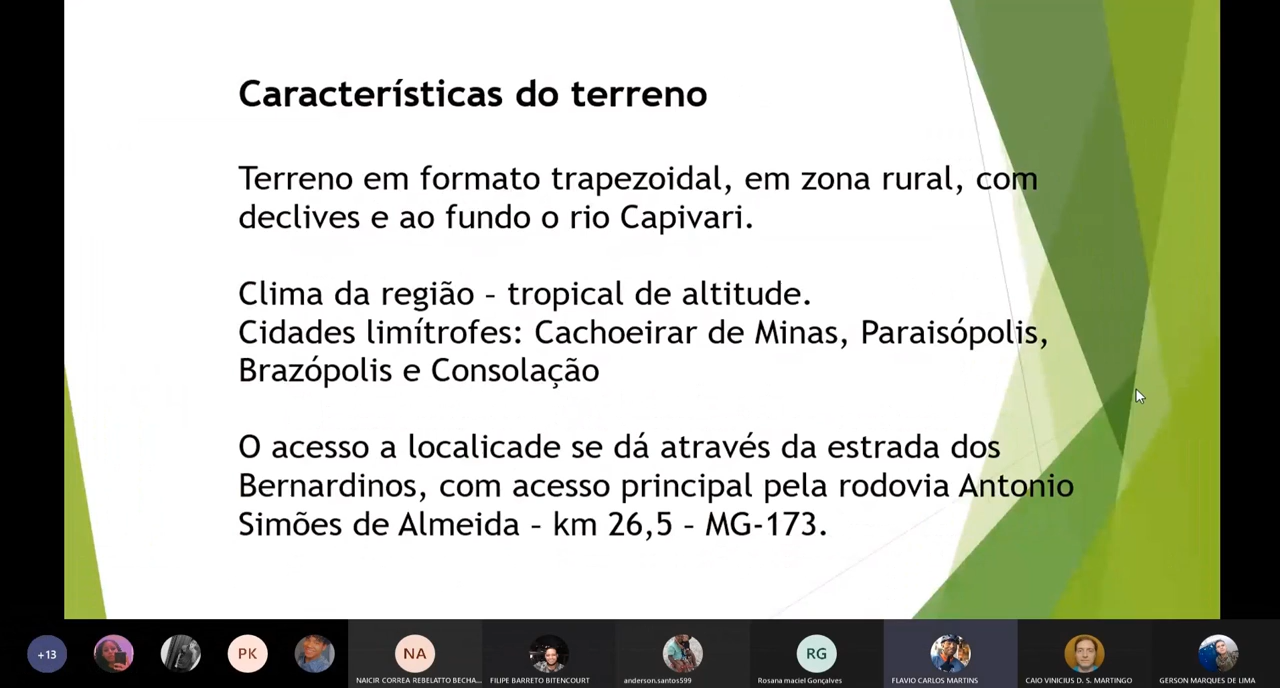 Características do terreno
Terreno em formato trapezoidal, em zona rural, com
declives e ao fundo o rio Capivari.
Clima da região – tropical de altitude.
Cidades limítrofes: Cachoeirar de Minas, Paraisópolis,
Brazópolis e Consolação
O acesso a localicade se dá através da estrada dos
Bernardinos, com acesso principal pela rodovia Antonio
Simões de Almeida – km 26,5 – MG-173.
+13
PK
NA
RG
NAICIR CORREA REBELATTO BECHA...
FILIPE BARRETO BITENCOURT
anderson.santos599
Rosana maciel Gonçalves
FLAVIO CARLOS MARTINS
CAIO VINICIUS D. S. MARTINGO
GERSON MARQUES DE LIMA